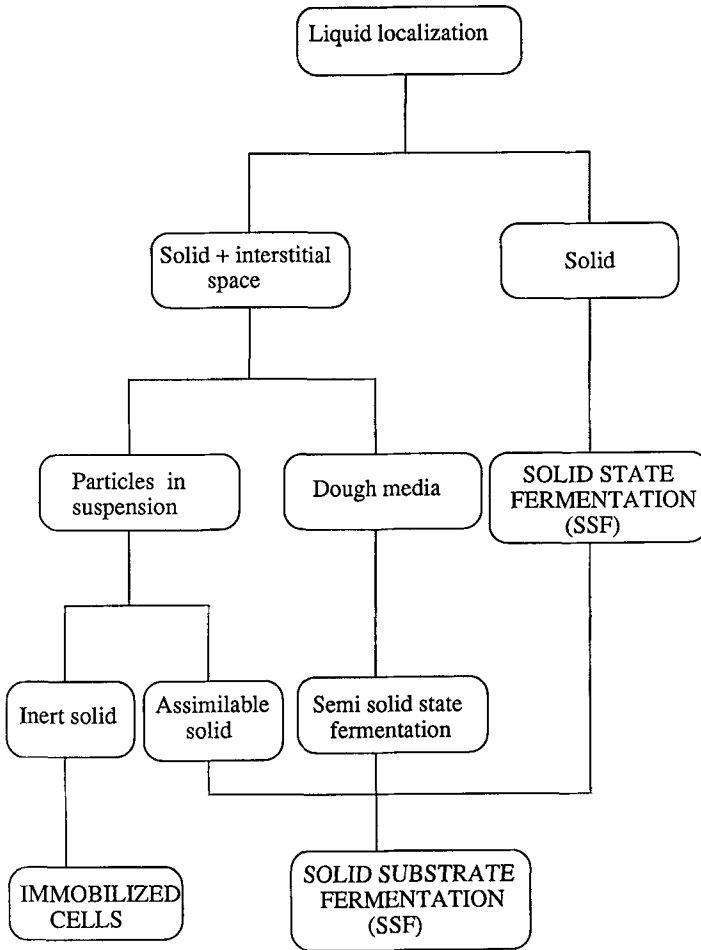 Liquid localization
Solid + interstitial
space
Solid
Particles in
suspension
Dough media
SOLID STATE
FERMENTATION
(SSF)
Inert solid
Assimilable
solid
Semi solid state
fermentation
IMMOBILIZED
CELLS
SOLID SUBSTRATE
FERMENTATION
(SSF)